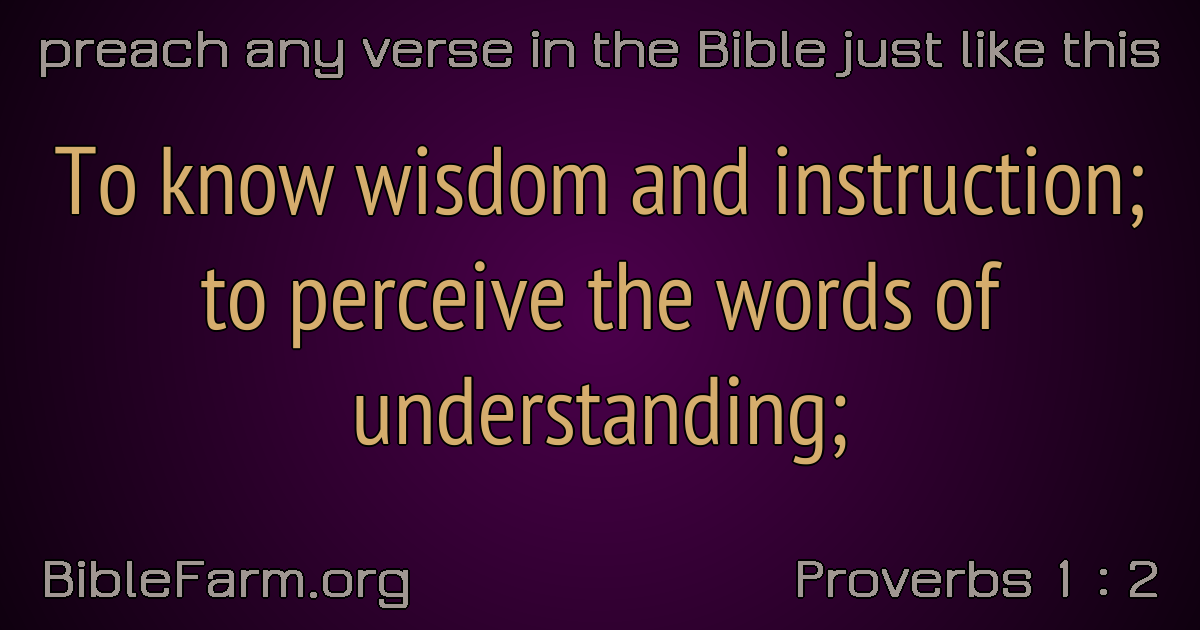 preach any verse in the Bible just like this
To know wisdom and instruction;
to perceive the words of
understanding;
BibleFarm.org
Proverbs 1 : 2